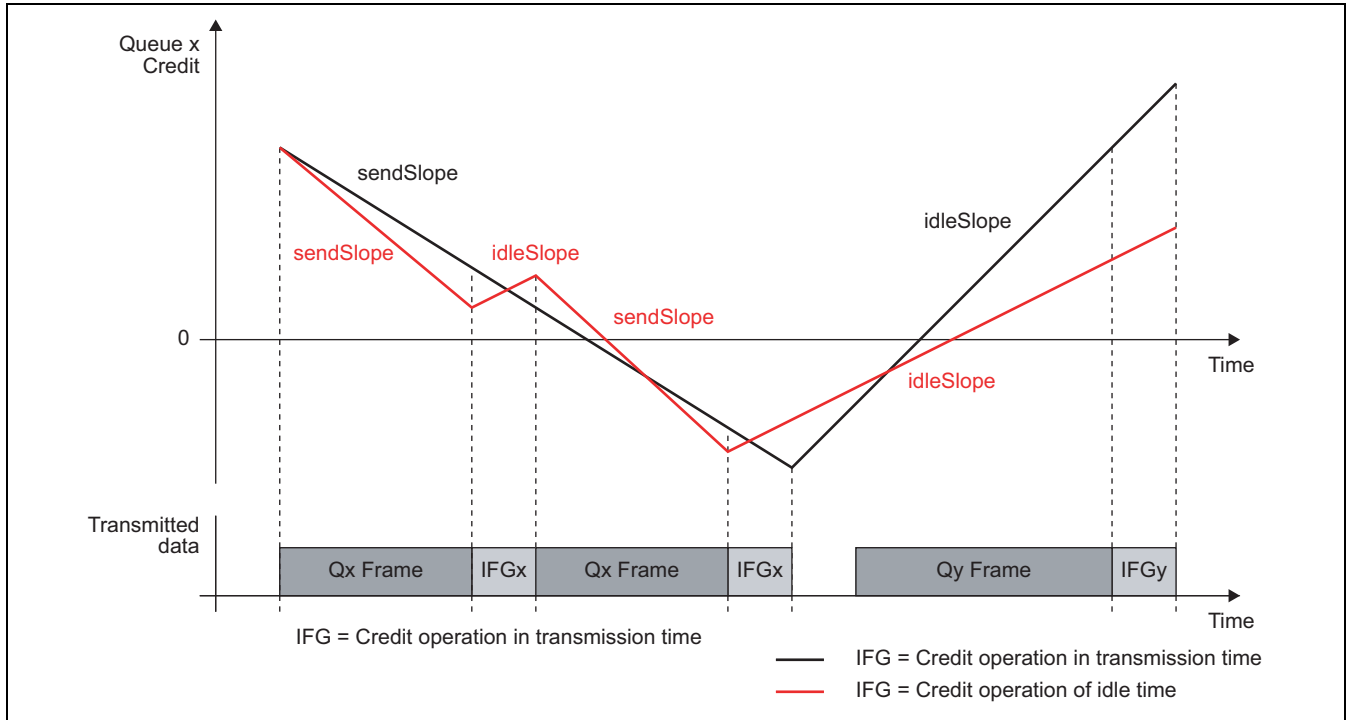 Queue x
Credit
sendSlope
idleSlope
sendSlope
idleSlope
sendSlope
0
Time
idleSlope
Transmitted
data
Qx Frame
IFGx
Qx Frame
IFGx
Qy Frame
IFGy
Time
IFG = Credit operation in transmission time
IFG = Credit operation in transmission time
IFG = Credit operation of idle time